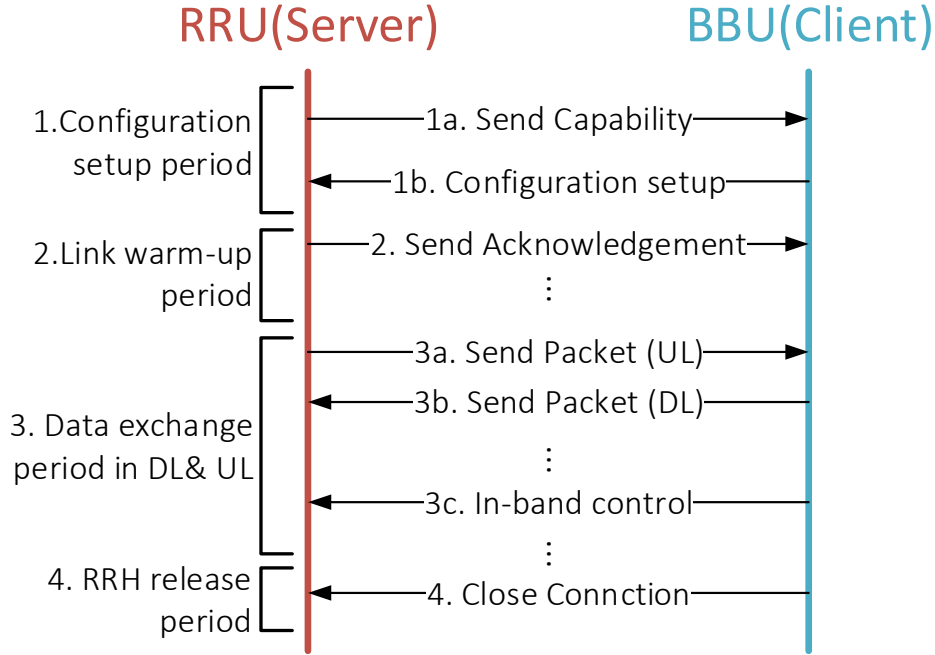 RRU(Server)
BBU(Client)
1.Configuration
setup period
1a. Send Capability
1b. Configuration setup
2.Link warm-up
period
2. Send Acknowledgement
⋮
3. Data exchange
period in DL& UL
3a. Send Packet (UL)
3b. Send Packet (DL)
⋮
3c. In-band control
⋮
4. RRH release
period
4. Close Connction